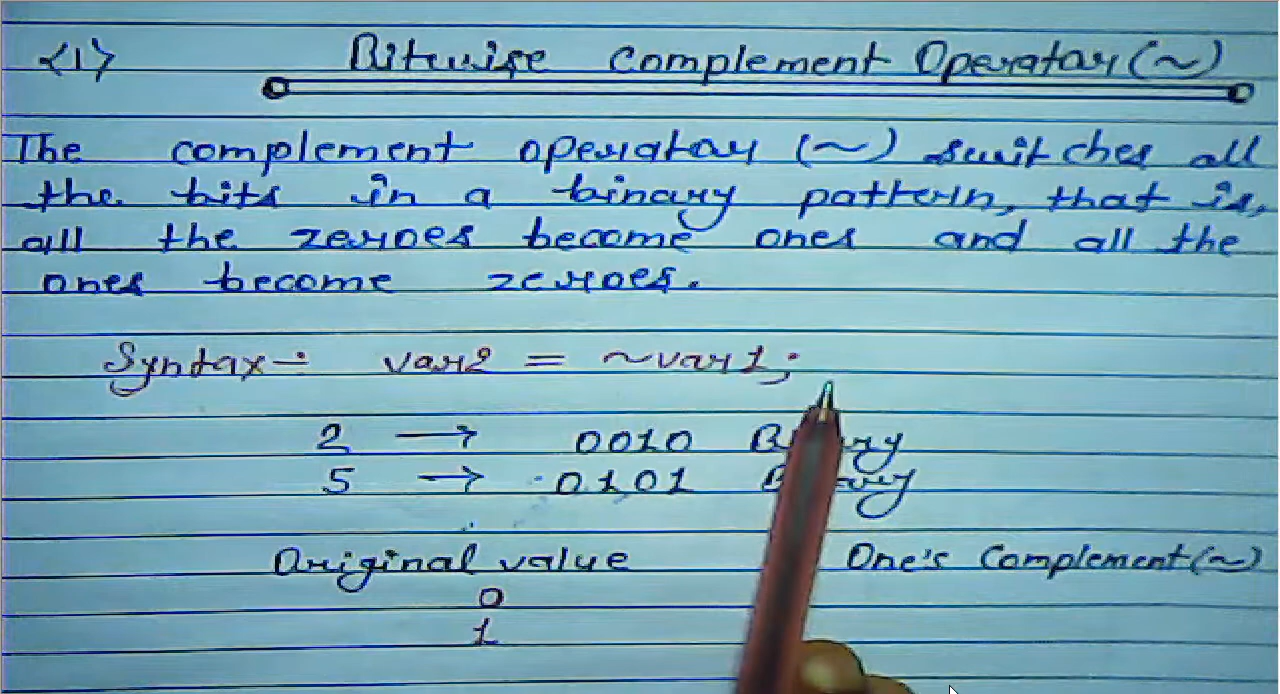 <1> Bitwise Complement Operator (~)
The complement operator (~) switches all
the bits in a binary pattern, that is,
all the zeroes become ones and all the
ones become zeroes.
Syntax:- var2 = ~var1;
2 → 0010 Binary
5 → 0101 Binary
Original value One's Complement (~)
0
1